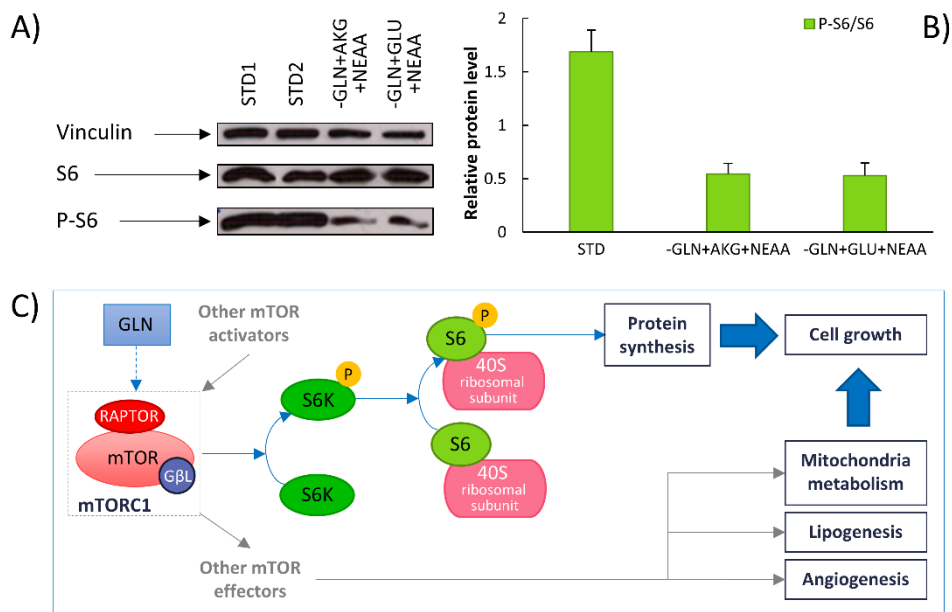 A)
STD1
STD2
-GLN+AKG
+NEAA
-GLN+GLU
+NEAA
Vinculin
S6
P-S6
B)
P-S6/S6
Relative protein level
2
1.5
1
0.5
0
STD
-GLN+AKG+NEAA
-GLN+GLU+NEAA
C)
GLN
Other mTOR
activators
RAPTOR
mTOR
GβL
mTORC1
P
S6K
S6K
P
S6
40S
ribosomal
subunit
S6
40S
ribosomal
subunit
Protein
synthesis
Cell growth
Mitochondria
metabolism
Lipogenesis
Angiogenesis
Other mTOR
effectors